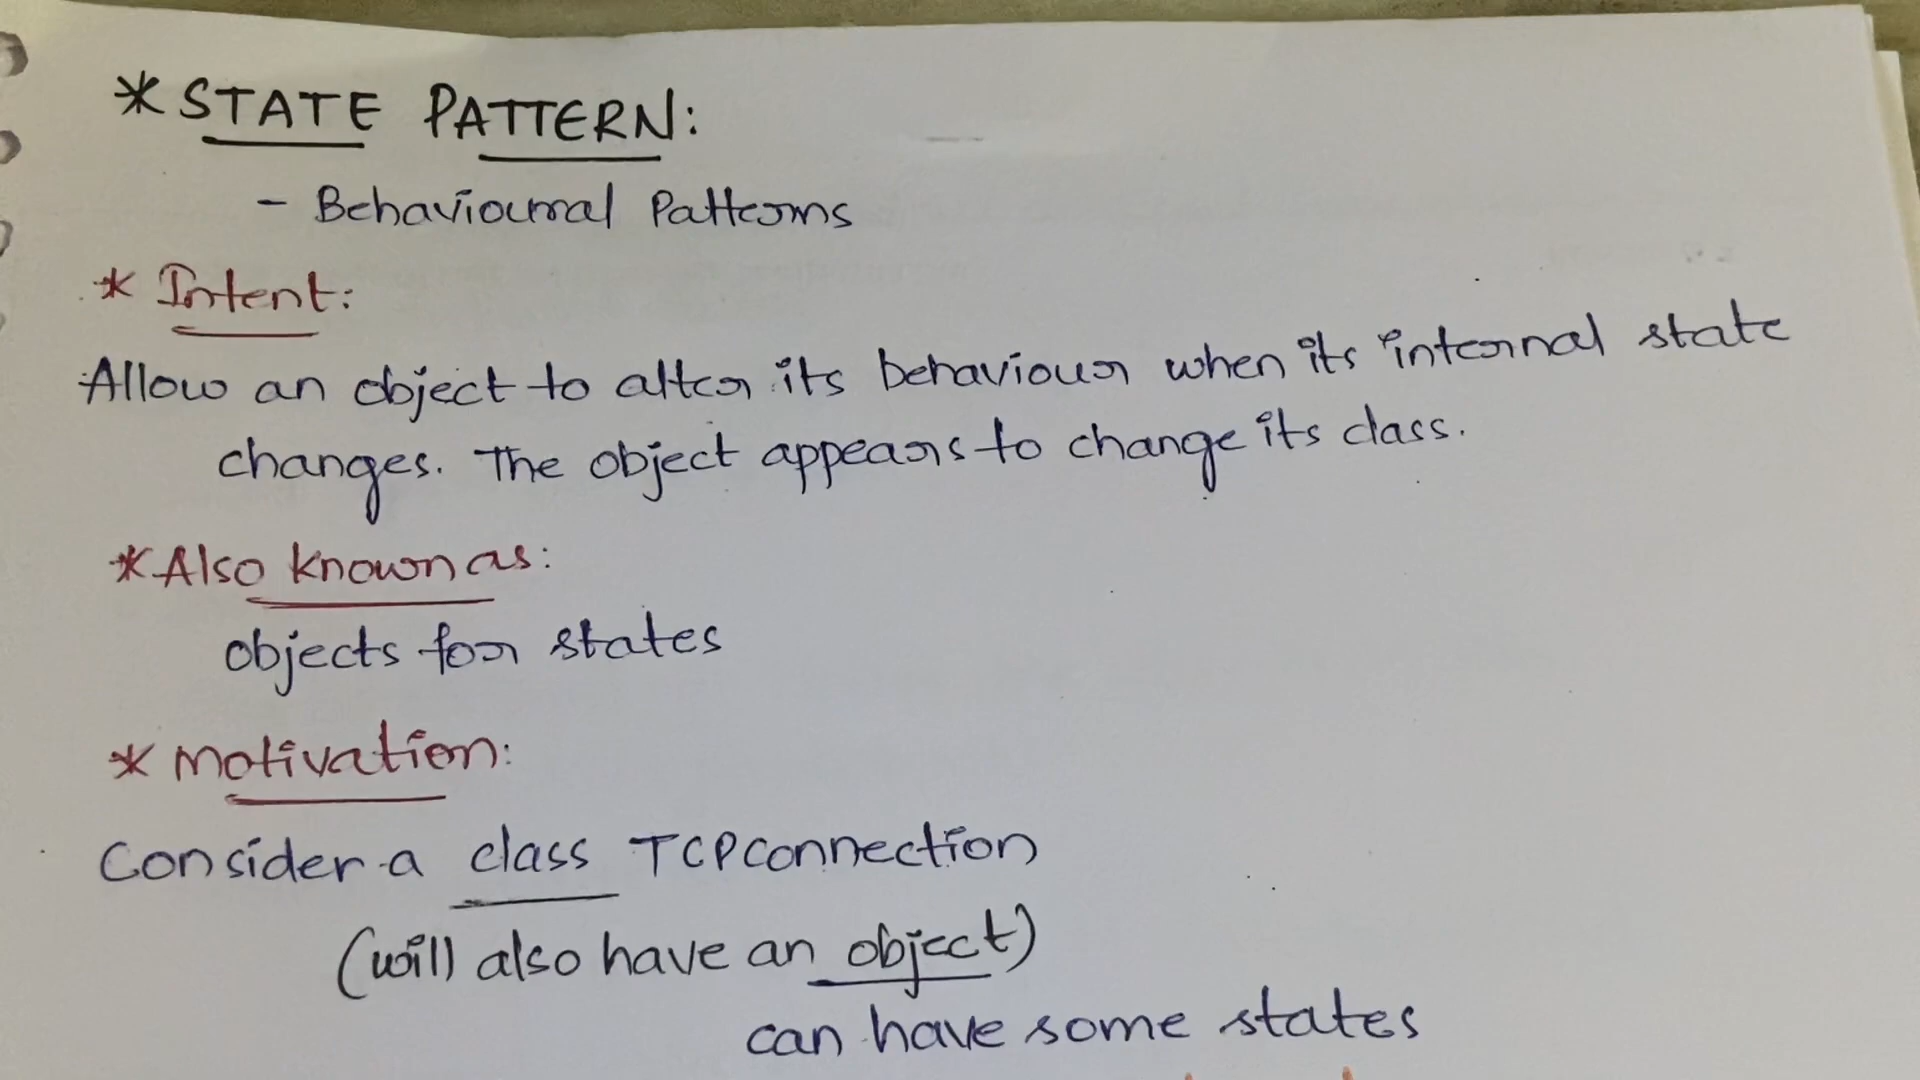 * STATE PATTERN:
- Behavioural Patterns
* Intent:
Allow an object to alter its behaviour when its internal state
changes. The object appears to change its class.
* Also known as:
objects for states
* Motivation:
Consider a class TCPconnection
(will also have an object)
can have some states